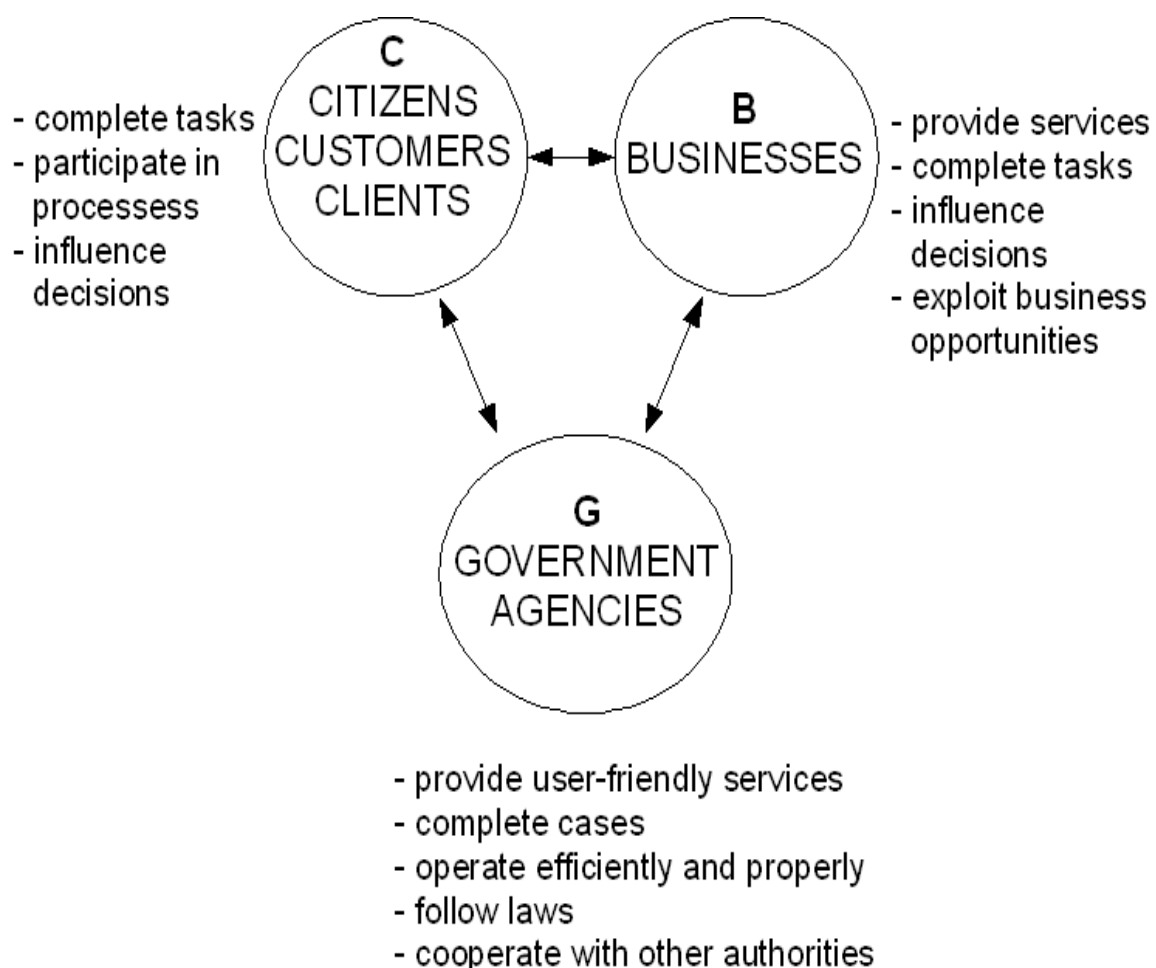 C
CITIZENS
CUSTOMERS
CLIENTS
- complete tasks
- participate in
processess
- influence
decisions
B
BUSINESSES
- provide services
- complete tasks
- influence
decisions
- exploit business
opportunities
G
GOVERNMENT
AGENCIES
- provide user-friendly services
- complete cases
- operate efficiently and properly
- follow laws
- cooperate with other authorities